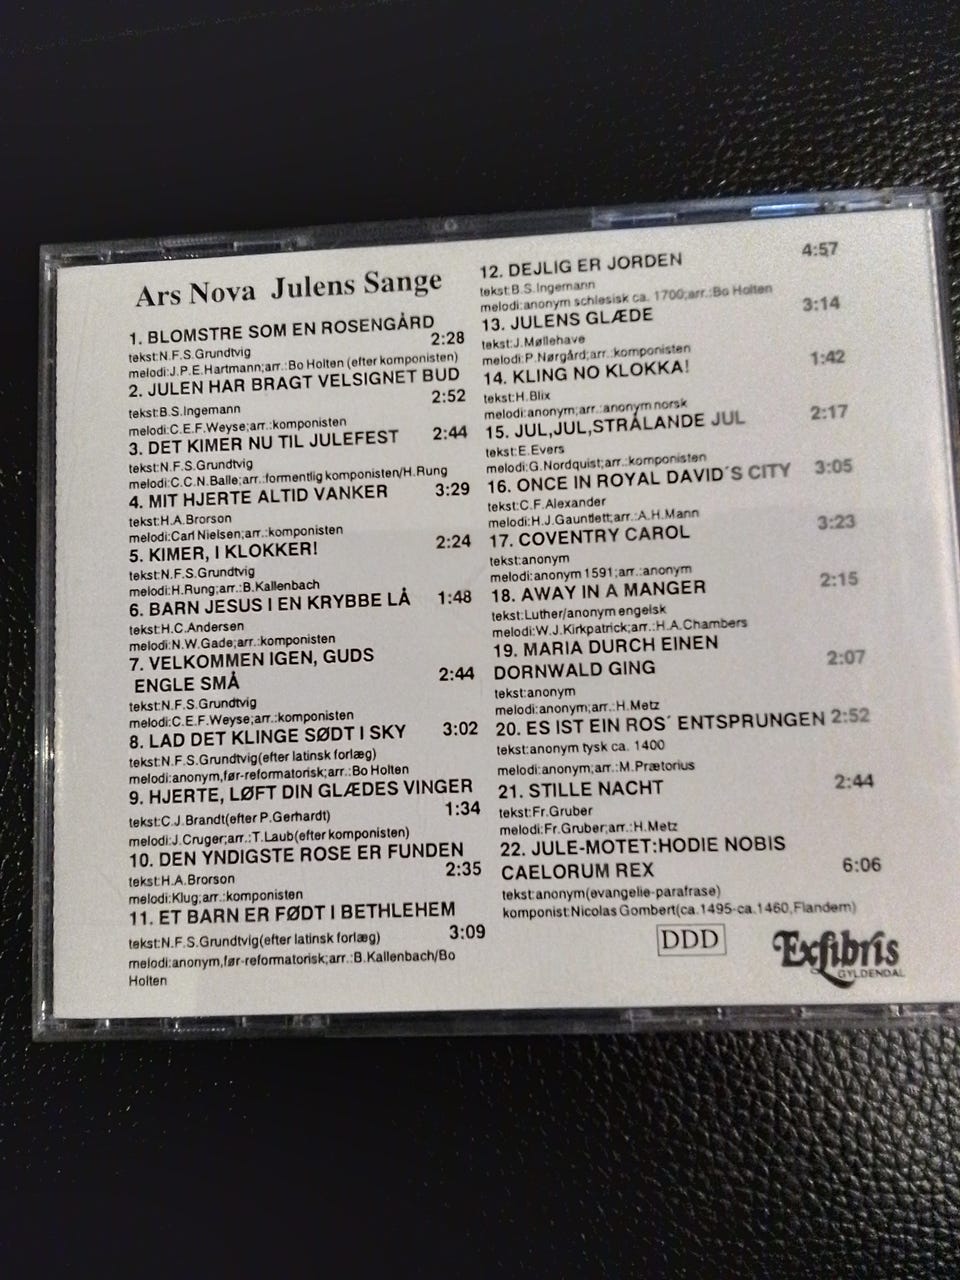 Ars Nova Julens Sange
1. BLOMSTRE SOM EN ROSENGÅRD
2:28
tekst:N.F.S.Grundtvig
melodi:J.P.E.Hartmann;arr.:Bo Holten (efter komponisten)
2. JULEN HAR BRAGT VELSIGNET BUD
2:52
tekst:B.S.Ingemann
melodi:C.E.F.Weyse;arr.:komponisten
3. DET KIMER NU TIL JULEFEST 2:44
tekst:N.F.S.Grundtvig
melodi:C.C.N.Balle;arr.:formentlig komponisten/H.Rung
4. MIT HJERTE ALTID VANKER 3:29
tekst:H.A.Brorson
melodi:Carl Nielsen;arr.:komponisten
5. KIMER, I KLOKKER! 2:24
tekst:N.F.S.Grundtvig
melodi:H.Rung;arr.:B.Kallenbach
6. BARN JESUS I EN KRYBBE LÅ 1:48
tekst:H.C.Andersen
melodi:N.W.Gade;arr.:komponisten
7. VELKOMMEN IGEN, GUDS
ENGLE SMÅ 2:44
tekst:N.F.S.Grundtvig
melodi:C.E.F.Weyse;arr.:komponisten
8. LAD DET KLINGE SØDT I SKY 3:02
tekst:N.F.S.Grundtvig(efter latinsk forlæg)
melodi:anonym,før-reformatorisk;arr.:Bo Holten
9. HJERTE, LØFT DIN GLÆDES VINGER
1:34
tekst:C.J.Brandt(efter P.Gerhardt)
melodi:J.Cruger;arr.:T.Laub(efter komponisten)
10. DEN YNDIGSTE ROSE ER FUNDEN
2:35
tekst:H.A.Brorson
melodi:Klug;arr.:komponisten
11. ET BARN ER FØDT I BETHLEHEM
3:09
tekst:N.F.S.Grundtvig(efter latinsk forlæg)
melodi:anonym,før-reformatorisk;arr.:B.Kallenbach/Bo
Holten
12. DEJLIG ER JORDEN 4:57
tekst:B.S.Ingemann
melodi:anonym schlesisk ca. 1700;arr.:Bo Holten
13. JULENS GLÆDE 3:14
tekst:J.Møllehave
melodi:P.Nørgård;arr.:komponisten
14. KLING NO KLOKKA! 1:42
tekst:H.Blix
melodi:anonym;arr.:anonym norsk
15. JUL,JUL,STRÅLANDE JUL 2:17
tekst:E.Evers
melodi:G.Nordquist;arr.:komponisten
16. ONCE IN ROYAL DAVID´S CITY 3:05
tekst:C.F.Alexander
melodi:H.J.Gauntlett;arr.:A.H.Mann
17. COVENTRY CAROL 3:23
tekst:anonym
melodi:anonym 1591;arr.:anonym
18. AWAY IN A MANGER 2:15
tekst:Luther/anonym engelsk
melodi:W.J.Kirkpatrick;arr.:H.A.Chambers
19. MARIA DURCH EINEN
DORNWALD GING 2:07
tekst:anonym
melodi:anonym;arr.:H.Metz
20. ES IST EIN ROS´ ENTSPRUNGEN 2:52
tekst:anonym tysk ca. 1400
melodi:anonym;arr.:M.Prætorius
21. STILLE NACHT 2:44
tekst:Fr.Gruber
melodi:Fr.Gruber;arr.:H.Metz
22. JULE-MOTET:HODIE NOBIS
CAELORUM REX 6:06
tekst:anonym(evangelie-parafrase)
komponist:Nicolas Gombert(ca.1495-ca.1460,Flandern)
DDD
Exlibris
GYLDENDAL